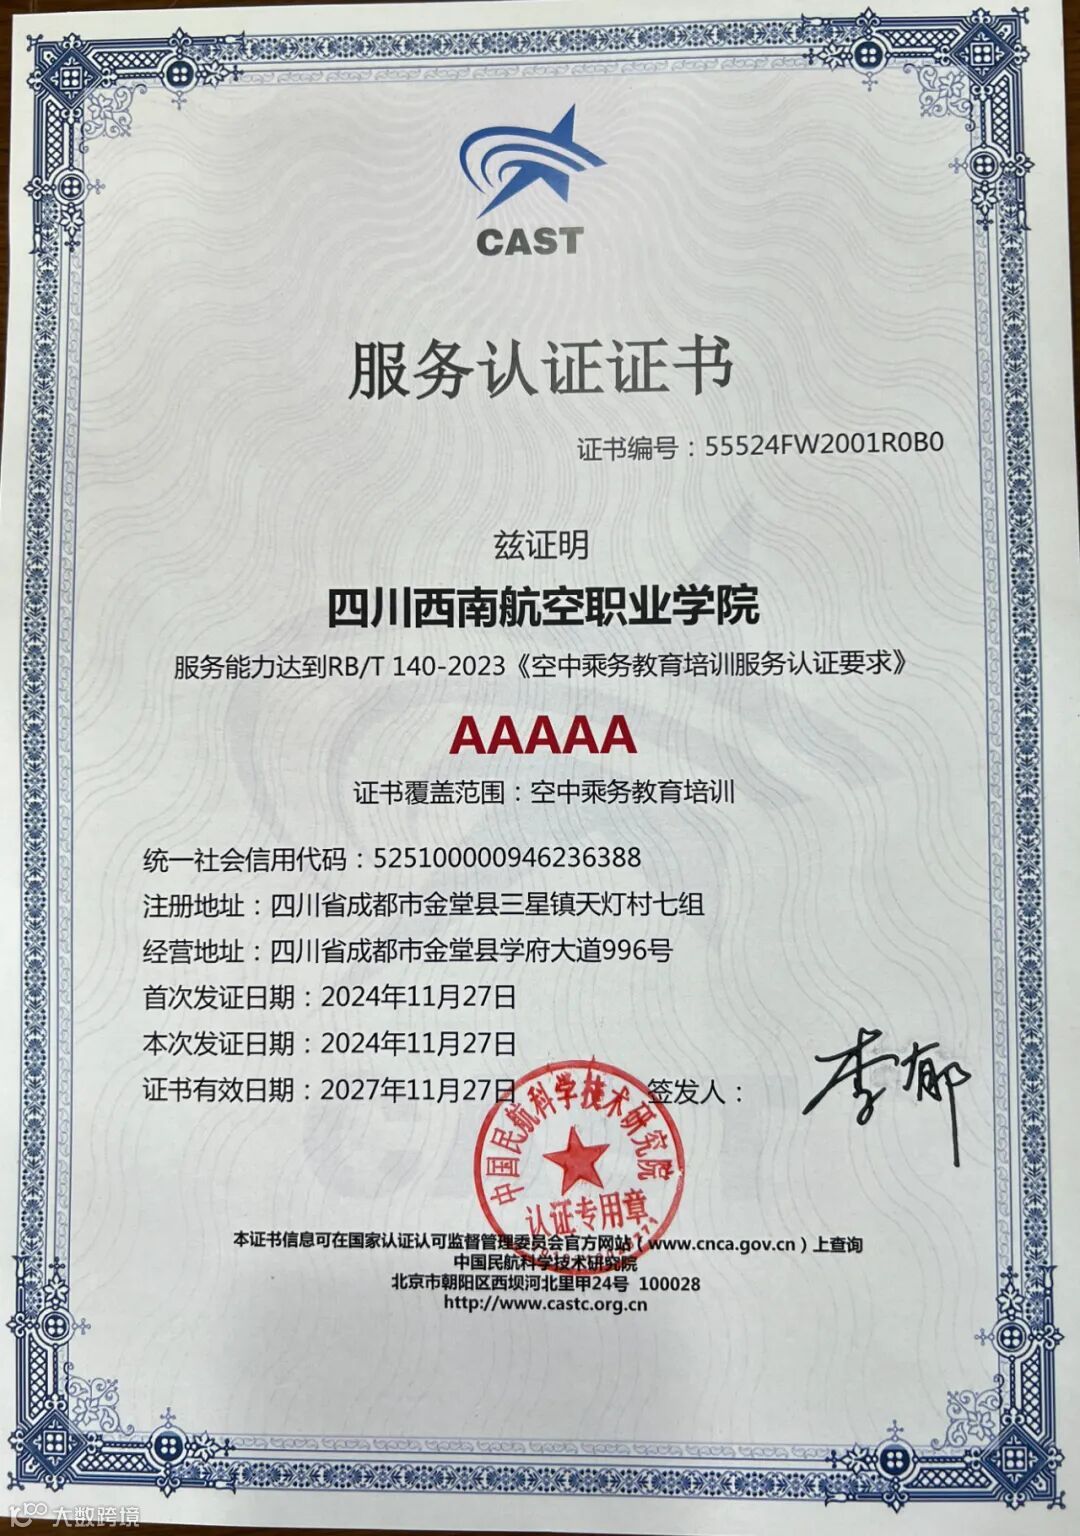 CAST
服务认证证书
证书编号：55524FW2001R0B0
兹证明
四川西南航空职业学院
服务能力达到RB/T 140-2023《空中乘务教育培训服务认证要求》
AAAAA
证书覆盖范围：空中乘务教育培训
统一社会信用代码：525100000946236388
注册地址：四川省成都市金堂县三星镇天灯村七组
经营地址：四川省成都市金堂县学府大道996号
首次发证日期：2024年11月27日
本次发证日期：2024年11月27日
证书有效日期：2027年11月27日
签发人：
李郁
中国民航科学技术研究院
认证专用章
本证书信息可在国家认证认可监督管理委员会官方网站（www.cnca.gov.cn）上查询
中国民航科学技术研究院
北京市朝阳区西坝河北里甲24号 100028
http://www.castc.org.cn
大数跨境